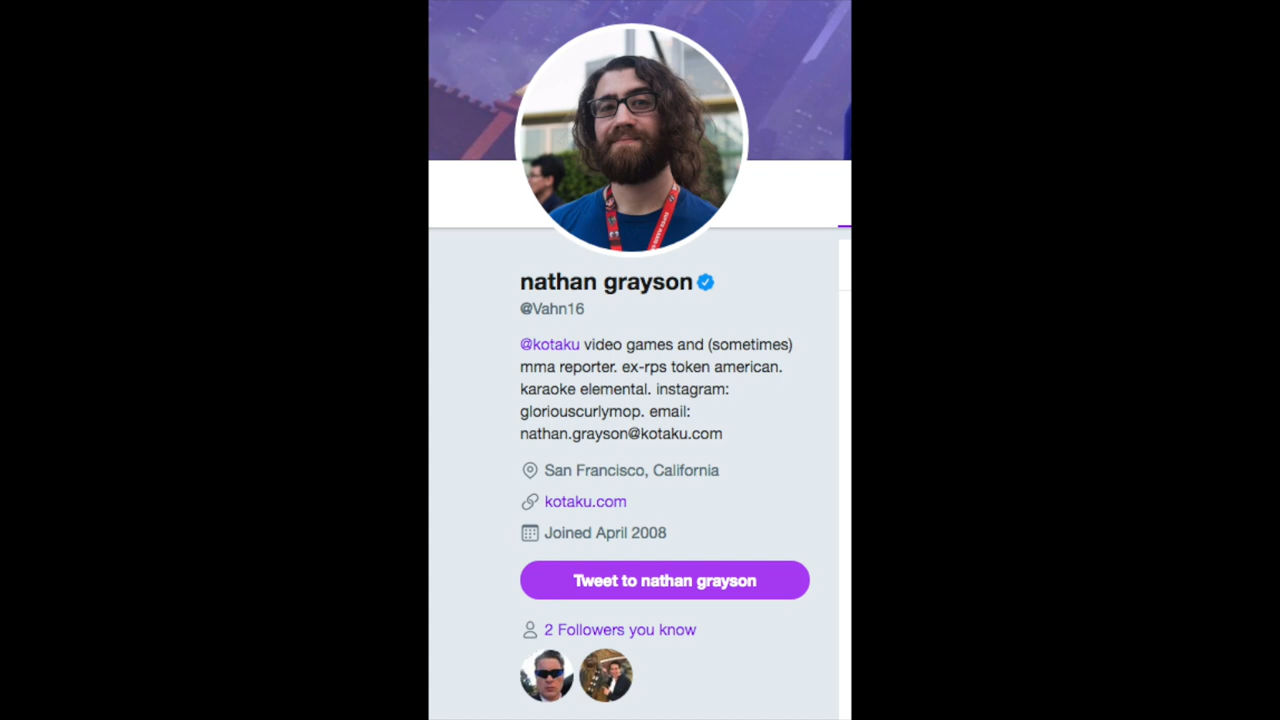 nathan grayson
@Vahn16
@kotaku video games and (sometimes)
mma reporter. ex-rps token american.
karaoke elemental. instagram:
gloriouscurlymop. email:
nathan.grayson@kotaku.com
San Francisco, California
kotaku.com
Joined April 2008
Tweet to nathan grayson
2 Followers you know